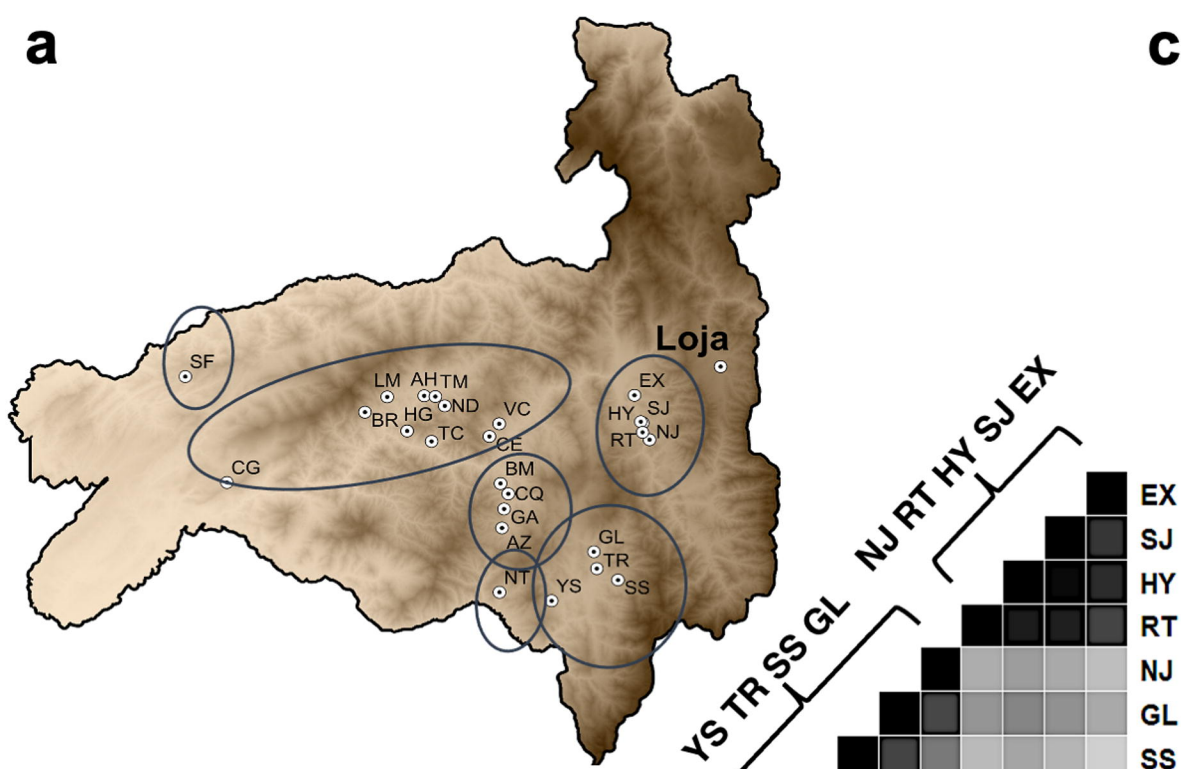 a
c
Loja
SF
LM AH TM
ND
BR HG
TC
VC
CE
CG
EX
HY SJ
RT NJ
BM
CQ
GA
AZ
NT
YS
GL
TR
SS
NJ RT HY SJ EX
YS TR SS GL
EX
SJ
HY
RT
NJ
GL
SS